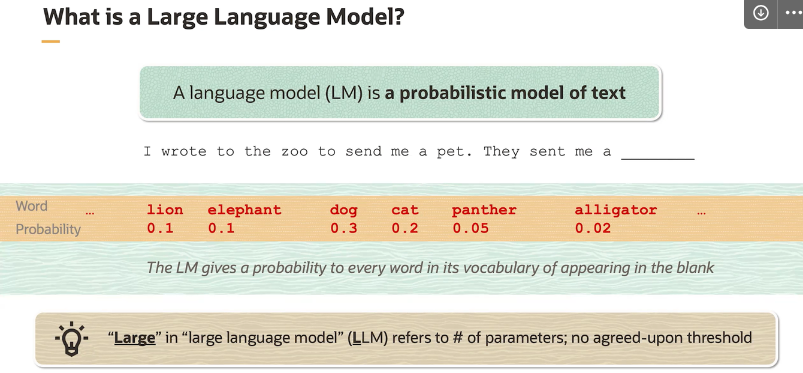 What is a Large Language Model?
A language model (LM) is a probabilistic model of text
I wrote to the zoo to send me a pet. They sent me a ________
Word ... lion elephant dog cat panther alligator ...
Probability 0.1 0.1 0.3 0.2 0.05 0.02
The LM gives a probability to every word in its vocabulary of appearing in the blank
“Large” in “large language model” (LLM) refers to # of parameters; no agreed-upon threshold